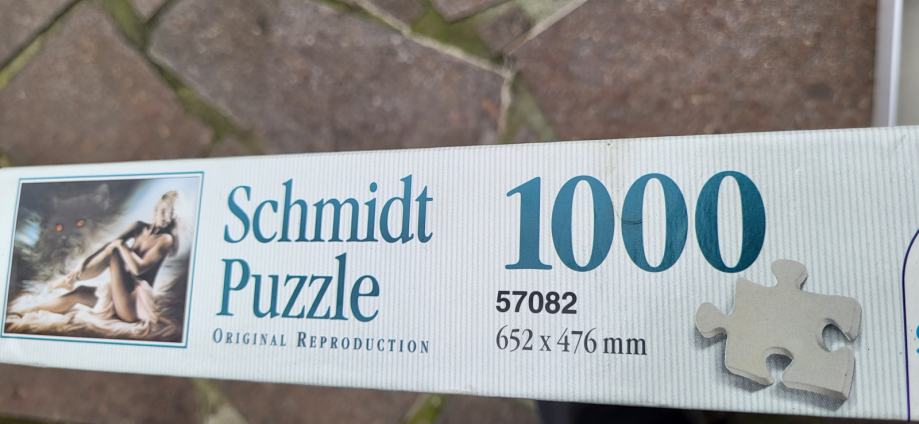 Schmidt
Puzzle
ORIGINAL REPRODUCTION
1000
57082
652 x 476 mm